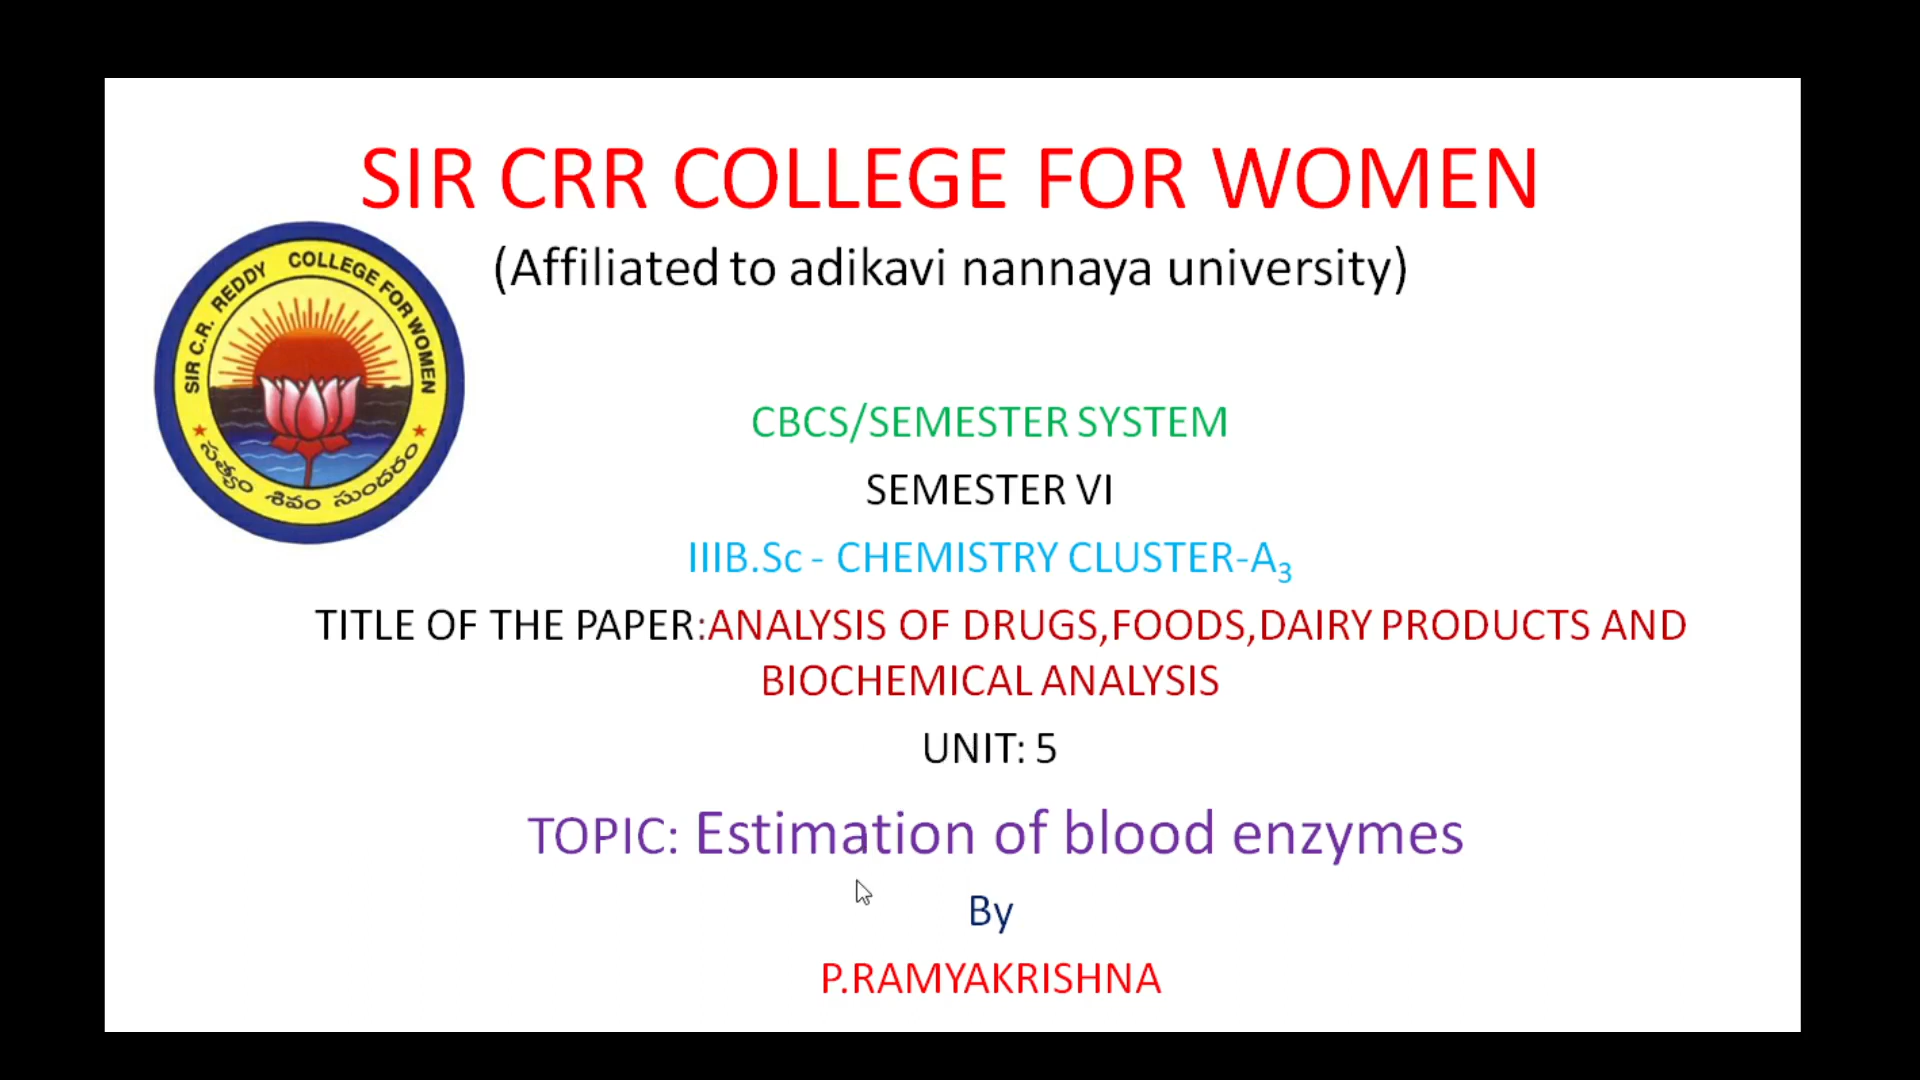 SIR CRR COLLEGE FOR WOMEN
(Affiliated to adikavi nannaya university)
SIR C.R. REDDY COLLEGE FOR WOMEN
సత్యం శివం సుందరం
CBCS/SEMESTER SYSTEM
SEMESTER VI
IIIB.Sc - CHEMISTRY CLUSTER-A3
TITLE OF THE PAPER:ANALYSIS OF DRUGS,FOODS,DAIRY PRODUCTS AND
BIOCHEMICAL ANALYSIS
UNIT: 5
TOPIC: Estimation of blood enzymes
By
P.RAMYAKRISHNA